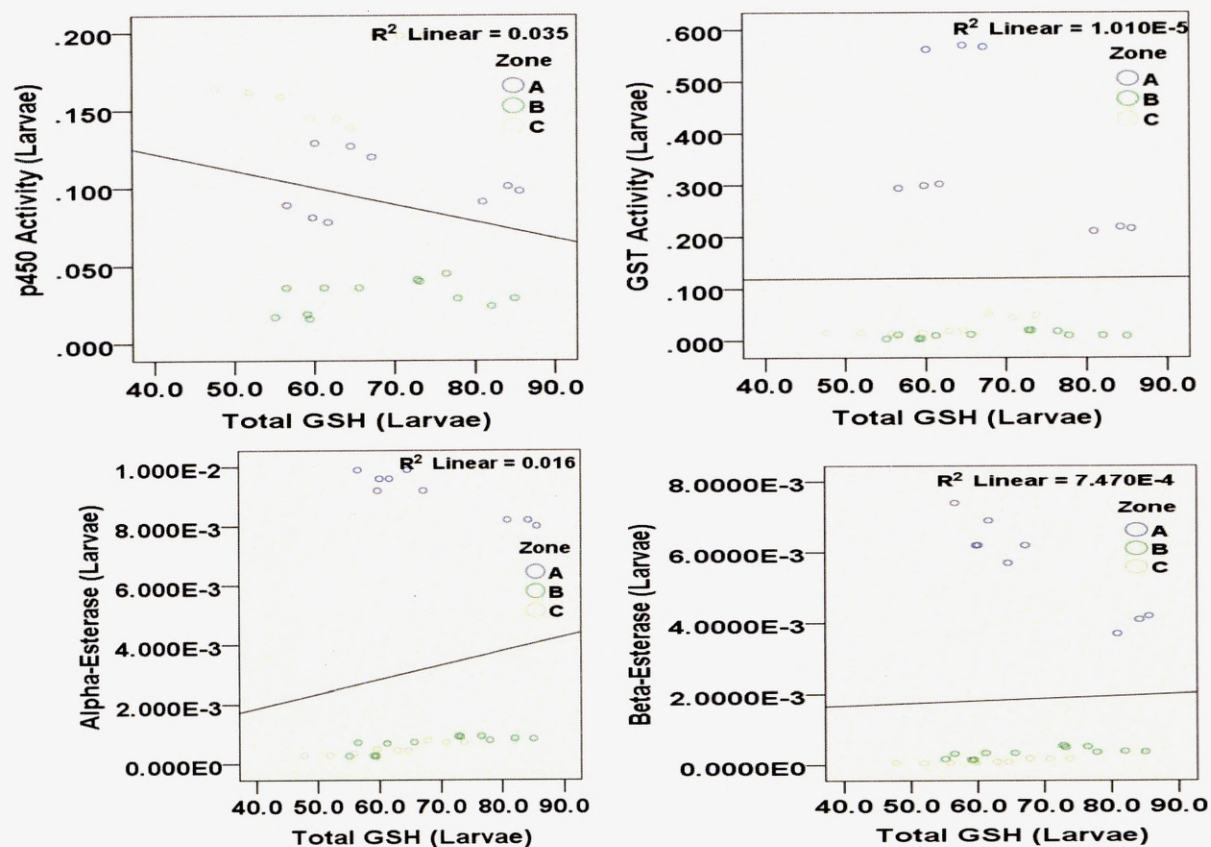 R² Linear = 0.035
Zone
A
B
C
.200
.150
.100
.050
.000
p450 Activity (Larvae)
40.0 50.0 60.0 70.0 80.0 90.0
Total GSH (Larvae)
R² Linear = 1.010E-5
Zone
A
B
C
.600
.500
.400
.300
.200
.100
.000
GST Activity (Larvae)
40.0 50.0 60.0 70.0 80.0 90.0
Total GSH (Larvae)
R² Linear = 0.016
Zone
A
B
C
1.000E-2
8.000E-3
6.000E-3
4.000E-3
2.000E-3
0.000E0
Alpha-Esterase (Larvae)
40.0 50.0 60.0 70.0 80.0 90.0
Total GSH (Larvae)
R² Linear = 7.470E-4
Zone
A
B
C
8.0000E-3
6.0000E-3
4.0000E-3
2.0000E-3
0.0000E0
Beta-Esterase (Larvae)
40.0 50.0 60.0 70.0 80.0 90.0
Total GSH (Larvae)